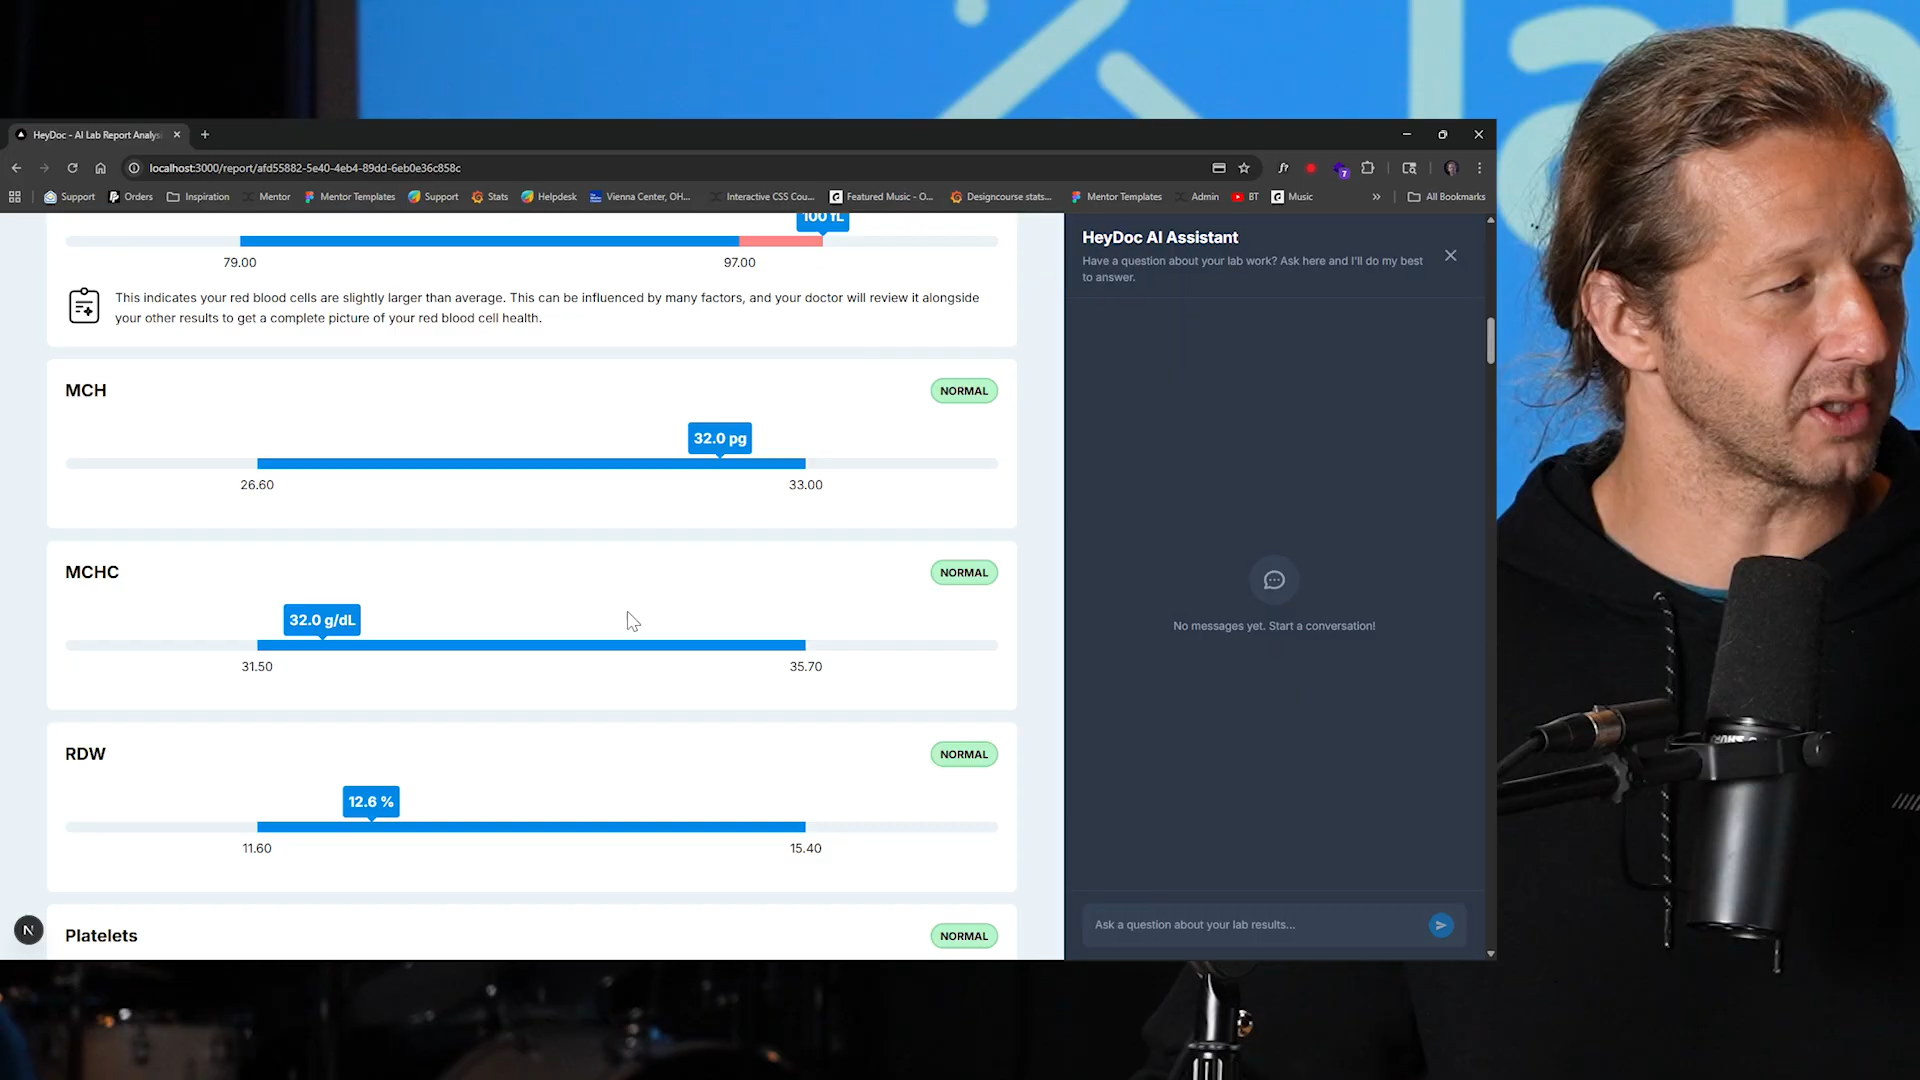 lab
HeyDoc - AI Lab Report Analysi
localhost:3000/report/afd55882-5e40-4eb4-89dd-6eb0e36c858c
7
Support
Orders
Inspiration
Mentor
Mentor Templates
Support
Stats
Helpdesk
Vienna Center, OH...
Interactive CSS Cou...
Featured Music - O...
Designcourse stats...
Mentor Templates
Admin
BT
Music
»
All Bookmarks
100 fL
79.00
97.00
This indicates your red blood cells are slightly larger than average. This can be influenced by many factors, and your doctor will review it alongside
your other results to get a complete picture of your red blood cell health.
MCH
NORMAL
32.0 pg
26.60
33.00
MCHC
NORMAL
32.0 g/dL
31.50
35.70
RDW
NORMAL
12.6 %
11.60
15.40
Platelets
NORMAL
N
HeyDoc AI Assistant
Have a question about your lab work? Ask here and I'll do my best
to answer.
No messages yet. Start a conversation!
Ask a question about your lab results...